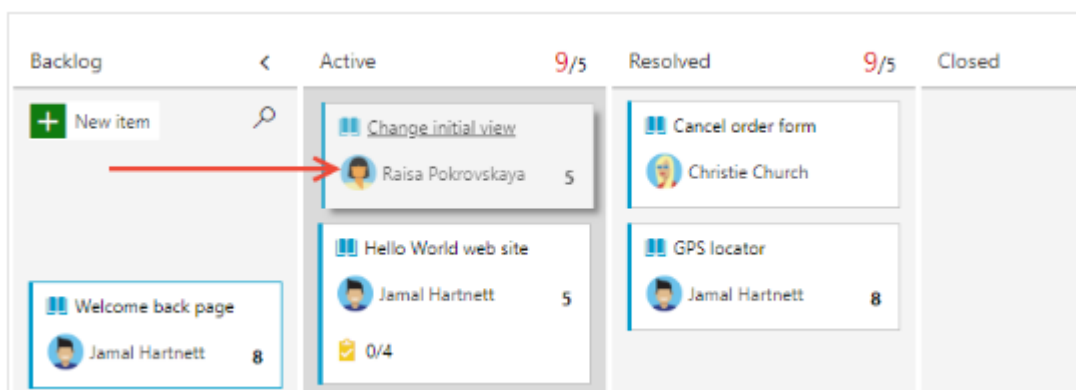 Backlog
<
Active
9/5
Resolved
9/5
Closed
New item
Change initial view
Raisa Pokrovskaya
5
Cancel order form
Christie Church
Hello World web site
Jamal Hartnett
5
0/4
GPS locator
Jamal Hartnett
8
Welcome back page
Jamal Hartnett
8